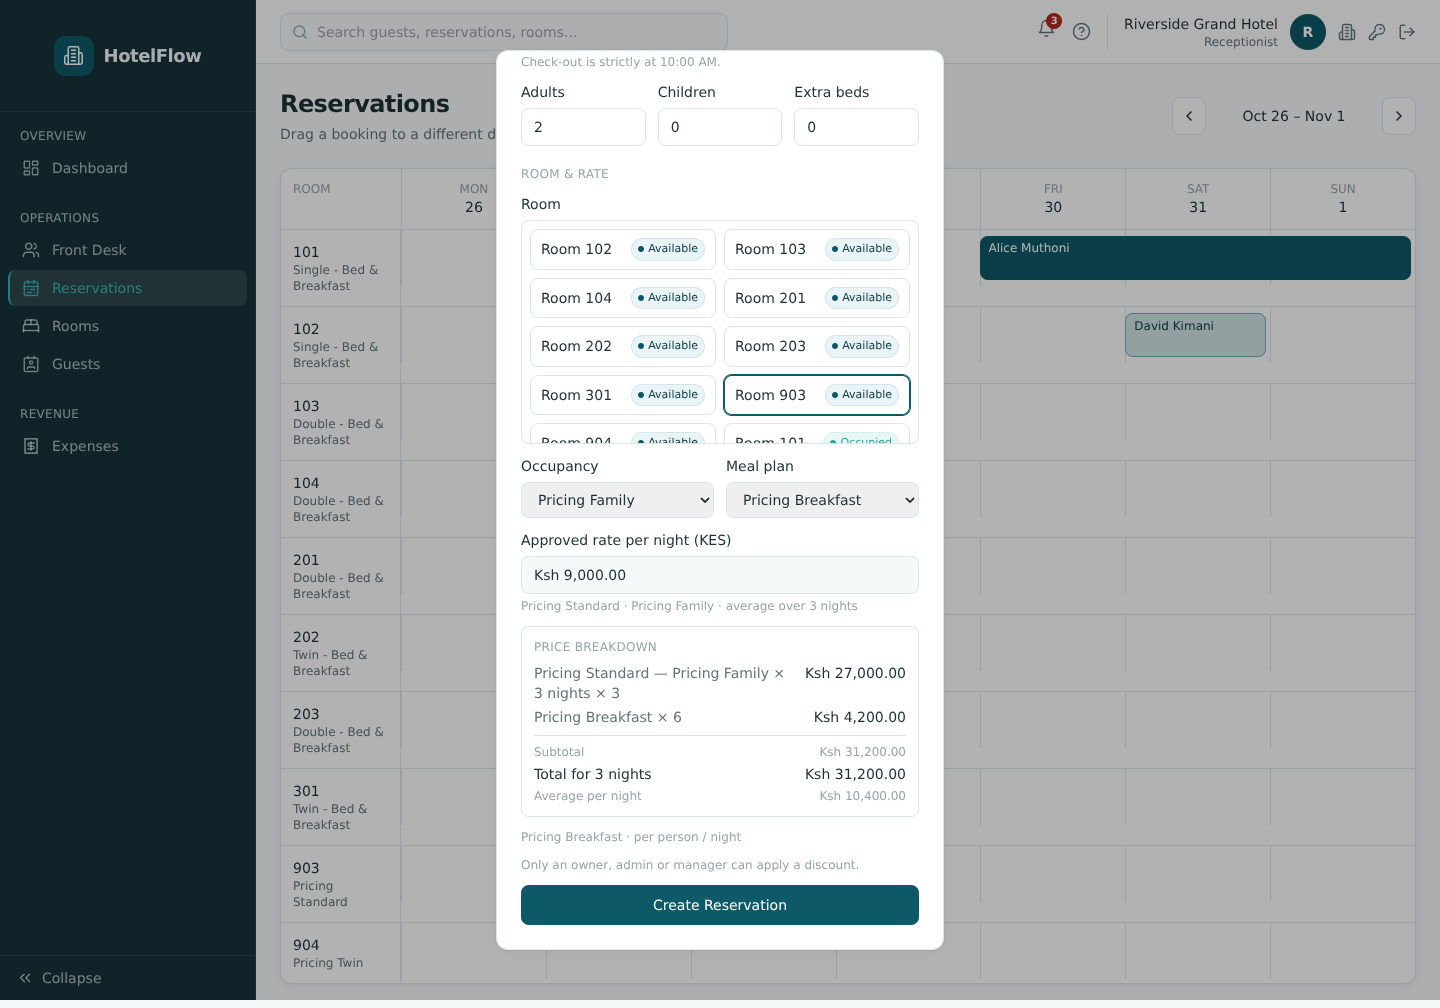 HotelFlow
OVERVIEW
Dashboard
OPERATIONS
Front Desk
Reservations
Rooms
Guests
REVENUE
Expenses
Collapse
Search guests, reservations, rooms...
3
Riverside Grand Hotel
Receptionist
R
Reservations
Drag a booking to a different d
Oct 26 – Nov 1
ROOM
MON
26
FRI
30
SAT
31
SUN
1
101
Single - Bed &
Breakfast
Alice Muthoni
102
Single - Bed &
Breakfast
David Kimani
103
Double - Bed &
Breakfast
104
Double - Bed &
Breakfast
201
Double - Bed &
Breakfast
202
Twin - Bed &
Breakfast
203
Double - Bed &
Breakfast
301
Twin - Bed &
Breakfast
903
Pricing
Standard
904
Pricing Twin
Check-out is strictly at 10:00 AM.
Adults
Children
Extra beds
2
0
0
ROOM & RATE
Room
Room 102 Available
Room 103 Available
Room 104 Available
Room 201 Available
Room 202 Available
Room 203 Available
Room 301 Available
Room 903 Available
Room 904 Available
Room 101 Occupied
Occupancy
Meal plan
Pricing Family
Pricing Breakfast
Approved rate per night (KES)
Ksh 9,000.00
Pricing Standard · Pricing Family · average over 3 nights
PRICE BREAKDOWN
Pricing Standard — Pricing Family × Ksh 27,000.00
3 nights × 3
Pricing Breakfast × 6 Ksh 4,200.00
Subtotal Ksh 31,200.00
Total for 3 nights Ksh 31,200.00
Average per night Ksh 10,400.00
Pricing Breakfast · per person / night
Only an owner, admin or manager can apply a discount.
Create Reservation